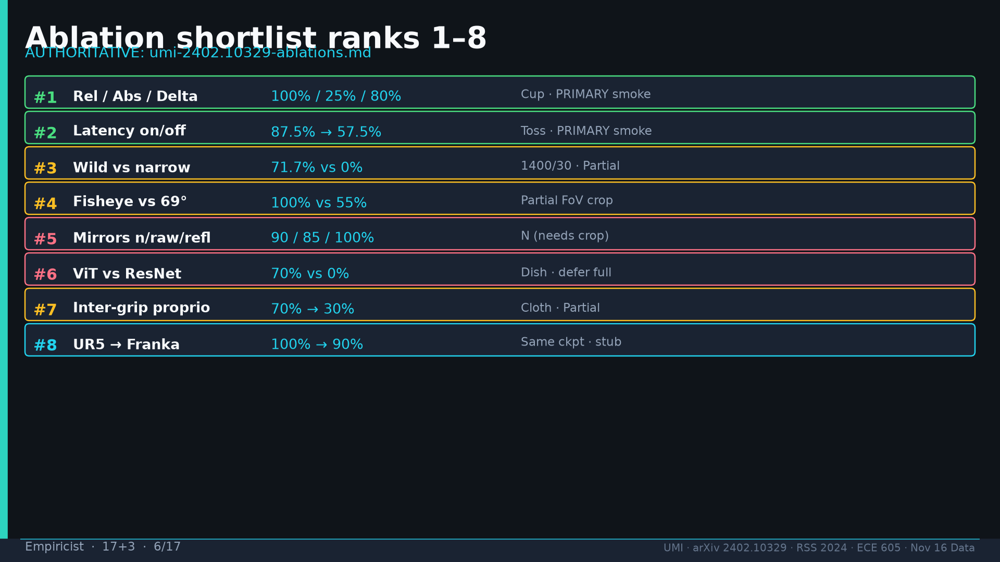 Ablation shortlist ranks 1–8
AUTHORITATIVE: umi-2402.10329-ablations.md
#1 Rel / Abs / Delta 100% / 25% / 80% Cup · PRIMARY smoke
#2 Latency on/off 87.5% → 57.5% Toss · PRIMARY smoke
#3 Wild vs narrow 71.7% vs 0% 1400/30 · Partial
#4 Fisheye vs 69° 100% vs 55% Partial FoV crop
#5 Mirrors n/raw/refl 90 / 85 / 100% N (needs crop)
#6 ViT vs ResNet 70% vs 0% Dish · defer full
#7 Inter-grip proprio 70% → 30% Cloth · Partial
#8 UR5 → Franka 100% → 90% Same ckpt · stub
Empiricist · 17+3 · 6/17 UMI · arXiv 2402.10329 · RSS 2024 · ECE 605 · Nov 16 Data